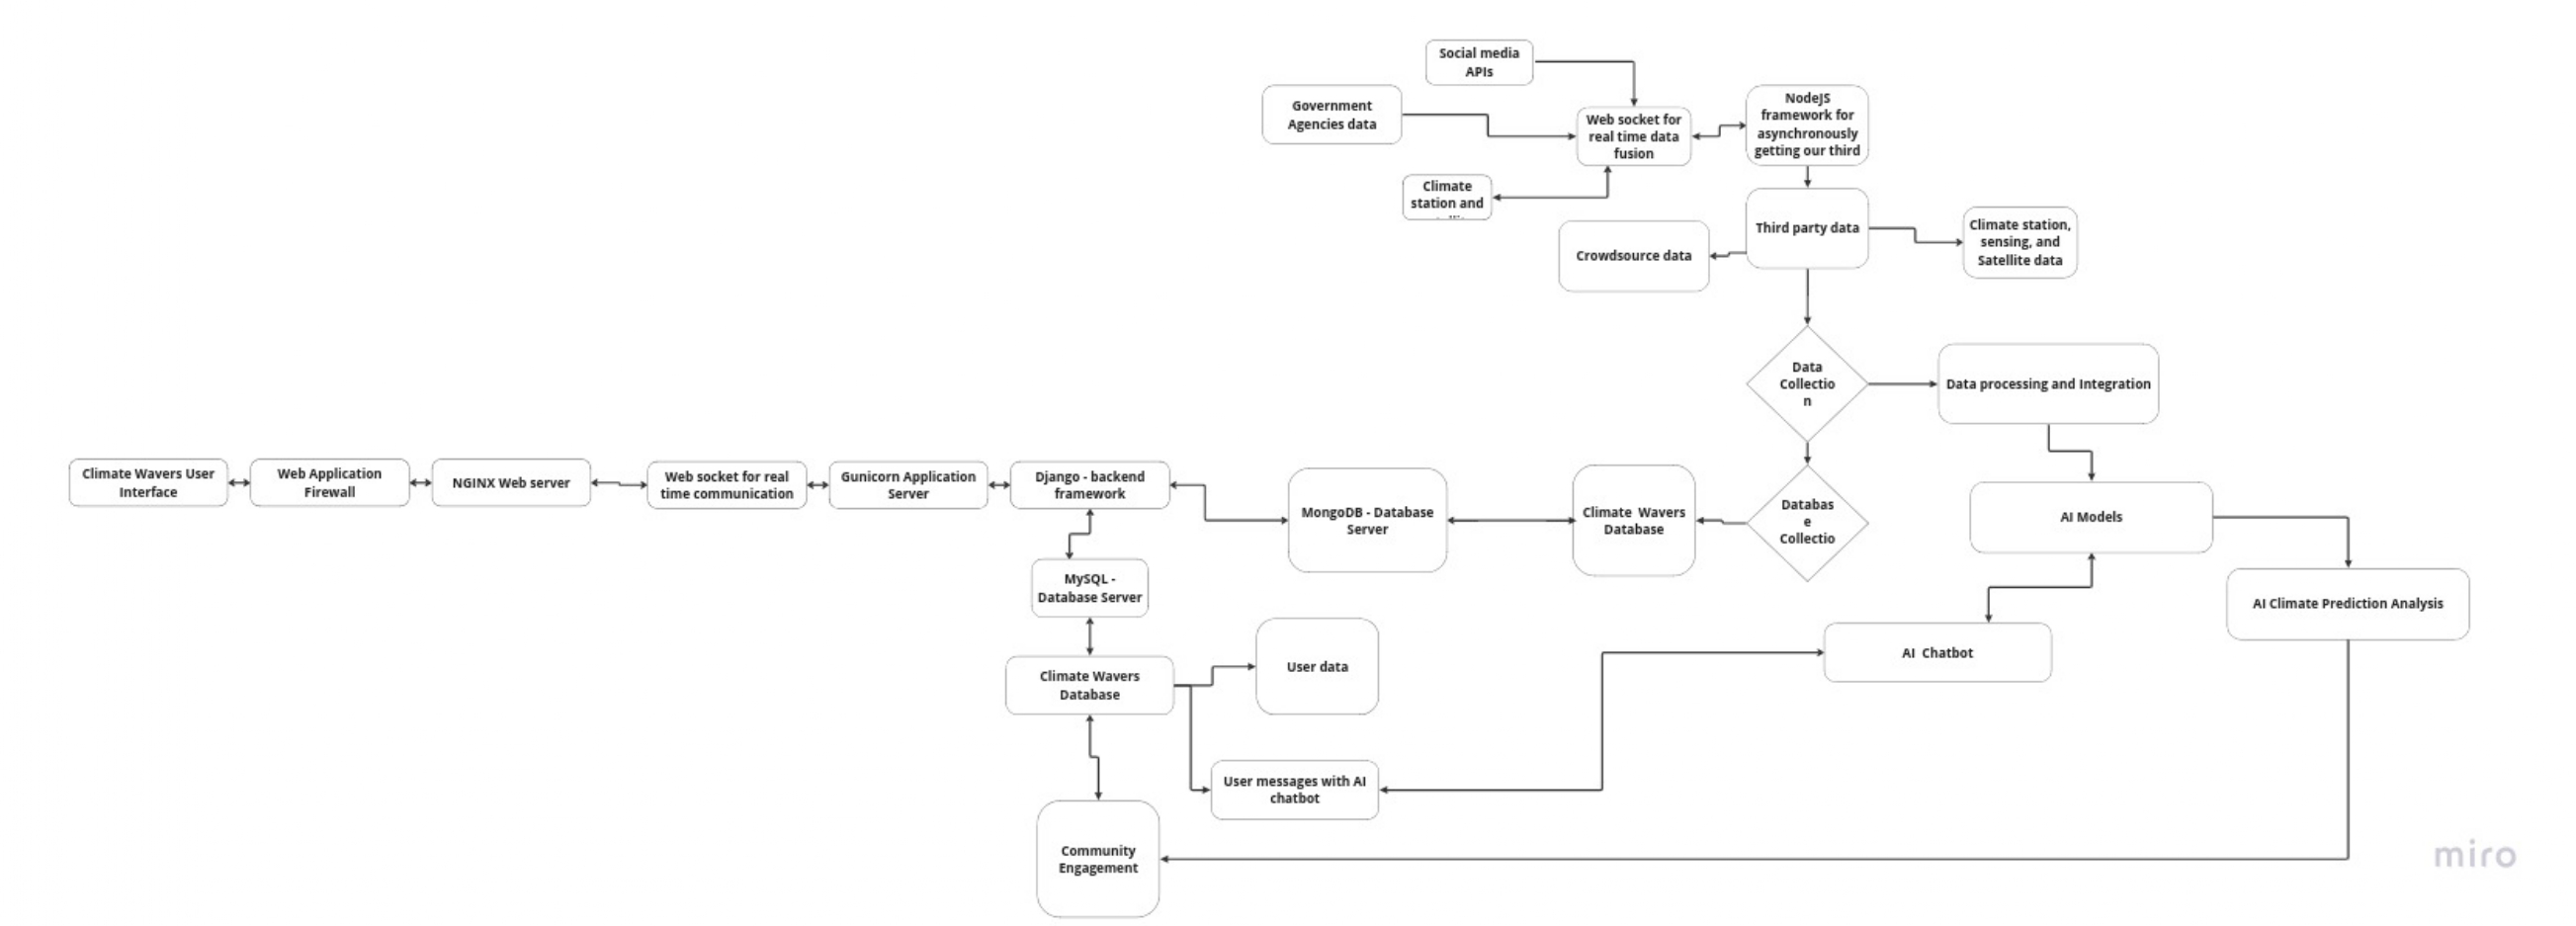 Social media
APIs
Government
Agencies data
Web socket for
real time data
fusion
NodeJS
framework for
asynchronously
getting our third
Climate
station and
Third party data
Crowdsource data
Climate station,
sensing, and
Satellite data
Data
Collectio
n
Data processing and Integration
Climate Wavers User
Interface
Web Application
Firewall
NGINX Web server
Web socket for real
time communication
Gunicorn Application
Server
Django - backend
framework
MongoDB - Database
Server
Climate Wavers
Database
Databas
e
Collectio
AI Models
MySQL -
Database Server
AI Climate Prediction Analysis
Climate Wavers
Database
User data
AI Chatbot
User messages with AI
chatbot
Community
Engagement
miro